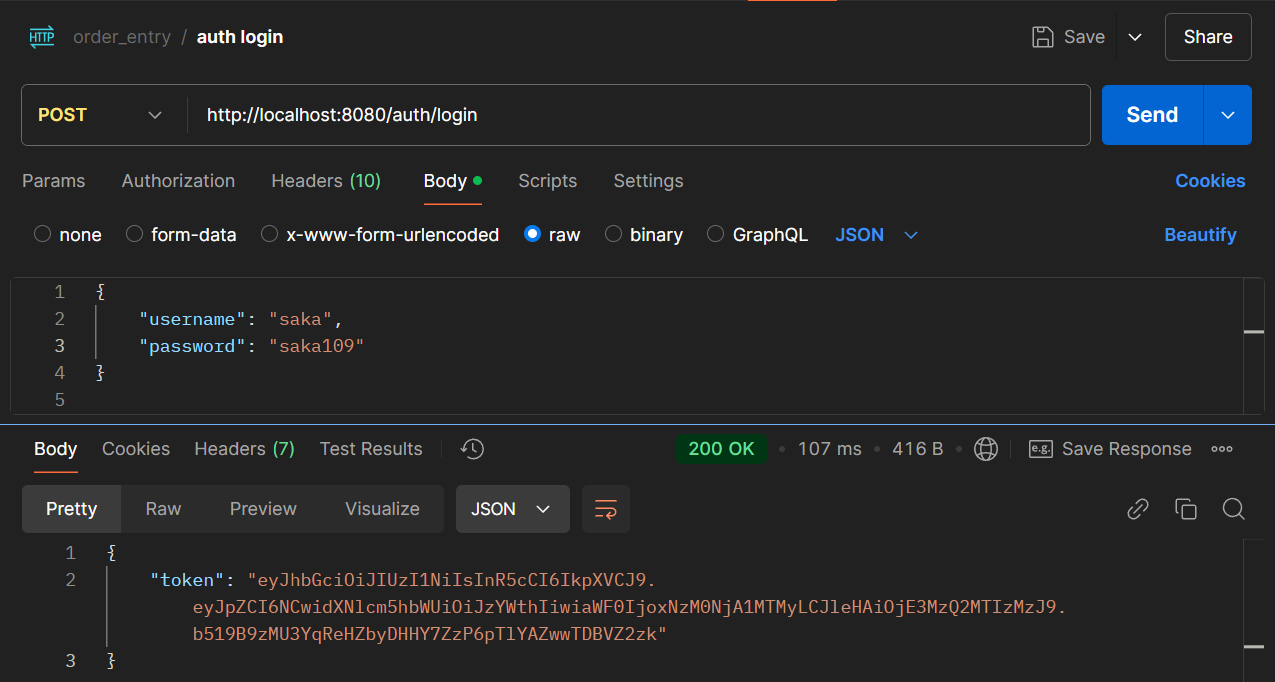 HTTP order_entry / auth login Save Share
POST http://localhost:8080/auth/login Send
Params Authorization Headers (10) Body Scripts Settings Cookies
none form-data x-www-form-urlencoded raw binary GraphQL JSON Beautify
1 {
2 "username": "saka",
3 "password": "saka109"
4 }
5
Body Cookies Headers (7) Test Results 200 OK • 107 ms • 416 B • e.g. Save Response
Pretty Raw Preview Visualize JSON
1 {
2 "token": "eyJhbGciOiJIUzI1NiIsInR5cCI6IkpXVCJ9.
eyJpZCI6NCwidXNlcm5hbWUiOiJzYWthIiwiaWF0IjoxNzM0NjA1MTMyLCJleHAiOjE3MzQ2MTIzMzJ9.
b519B9zMU3YqReHZbyDHHY7ZzP6pTlYAZwwTDBVZ2zk"
3 }